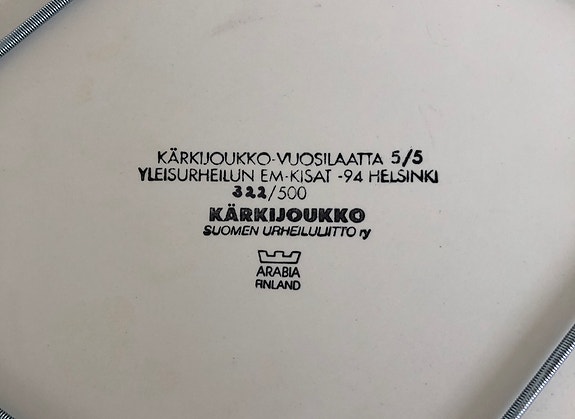 KÄRKIJOUKKO-VUOSILAATTA 5/5
YLEISURHEILUN EM-KISAT -94 HELSINKI
322/500
KÄRKIJOUKKO
SUOMEN URHEILULIITTO ry
ARABIA
FINLAND